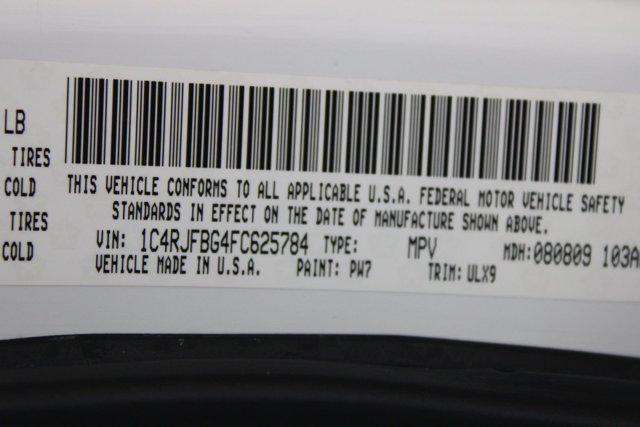 LB
TIRES
COLD
TIRES
COLD
THIS VEHICLE CONFORMS TO ALL APPLICABLE U.S.A. FEDERAL MOTOR VEHICLE SAFETY
STANDARDS IN EFFECT ON THE DATE OF MANUFACTURE SHOWN ABOVE.
VIN: 1C4RJFBG4FC625784 TYPE: MPV MDH:080809 103A
VEHICLE MADE IN U.S.A. PAINT: PW7 TRIM: ULX9